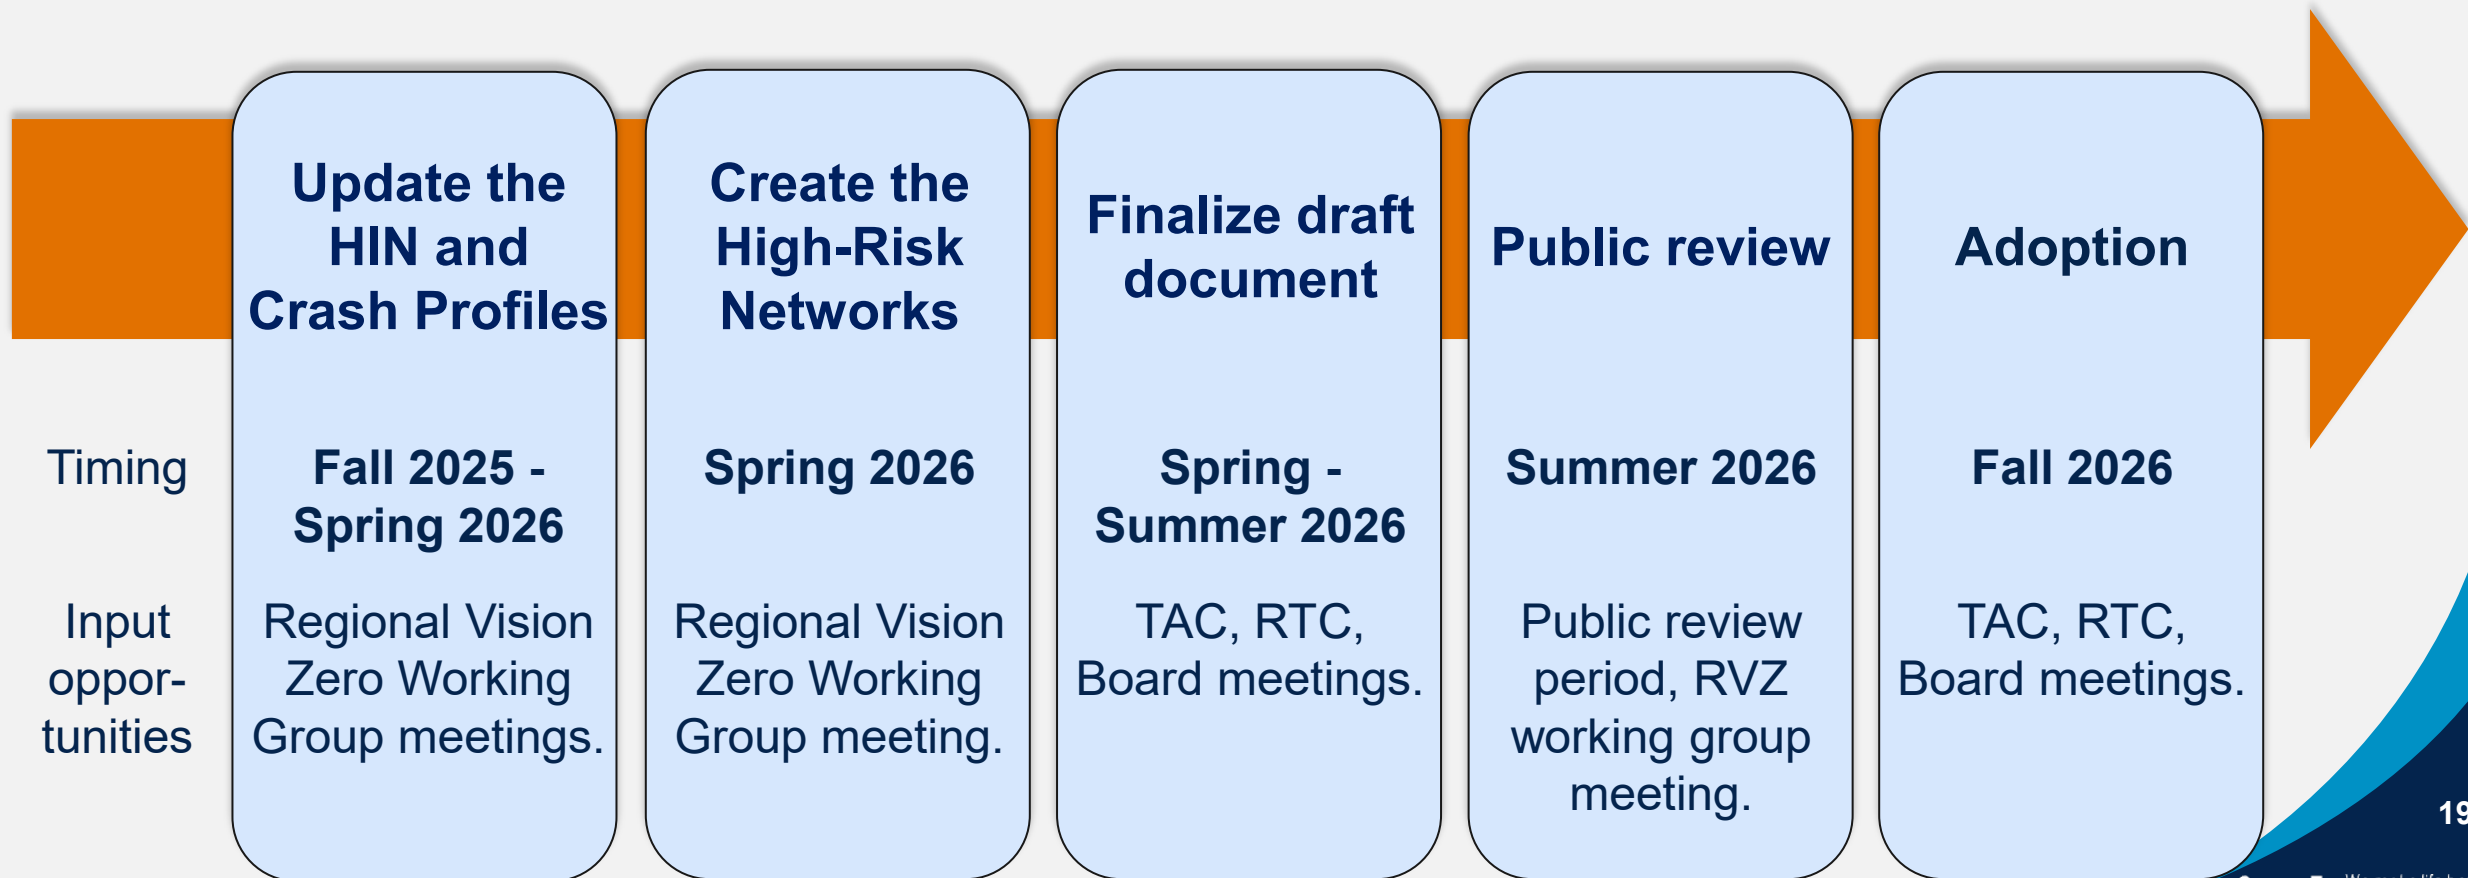 Update the
HIN and
Crash Profiles
Create the
High-Risk
Networks
Finalize draft
document
Public review
Adoption
Timing
Fall 2025 -
Spring 2026
Spring 2026
Spring -
Summer 2026
Summer 2026
Fall 2026
Input
oppor-
tunities
Regional Vision
Zero Working
Group meetings.
Regional Vision
Zero Working
Group meeting.
TAC, RTC,
Board meetings.
Public review
period, RVZ
working group
meeting.
TAC, RTC,
Board meetings.
19